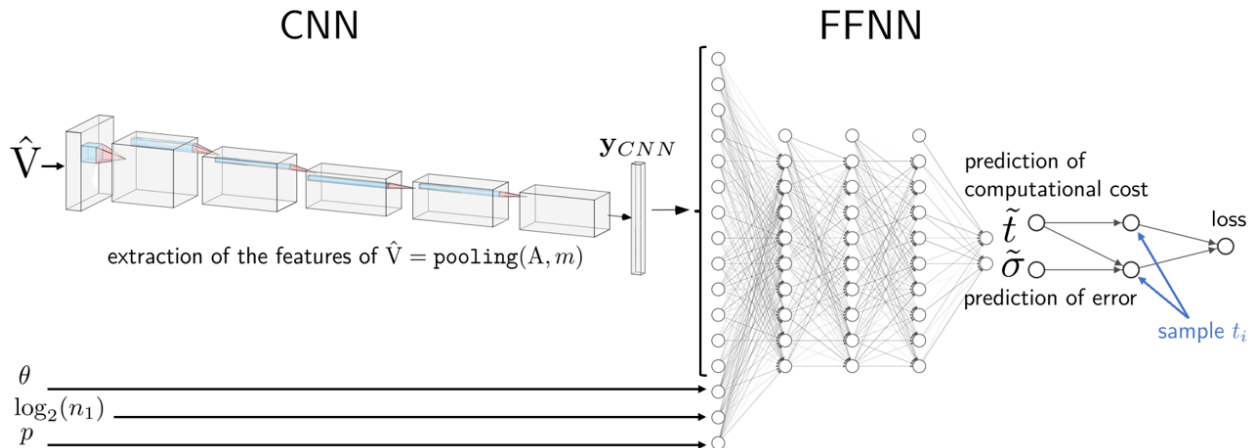 CNN
FFNN
V̂
𝐲_CNN
extraction of the features of V̂ = pooling(A, m)
prediction of
computational cost
t̃
σ̃
prediction of error
loss
sample t_i
θ
log₂(n₁)
p